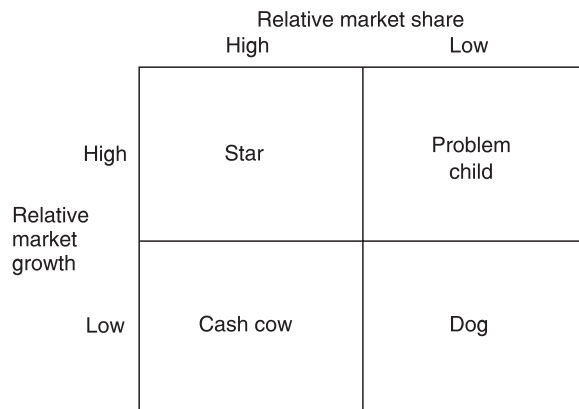 Relative market share
High Low
High Star Problem
child
Relative
market
growth
Low Cash cow Dog